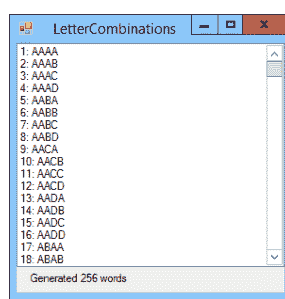 LetterCombinations
1: AAAA
2: AAAB
3: AAAC
4: AAAD
5: AABA
6: AABB
7: AABC
8: AABD
9: AACA
10: AACB
11: AACC
12: AACD
13: AADA
14: AADB
15: AADC
16: AADD
17: ABAA
18: ABAB
Generated 256 words